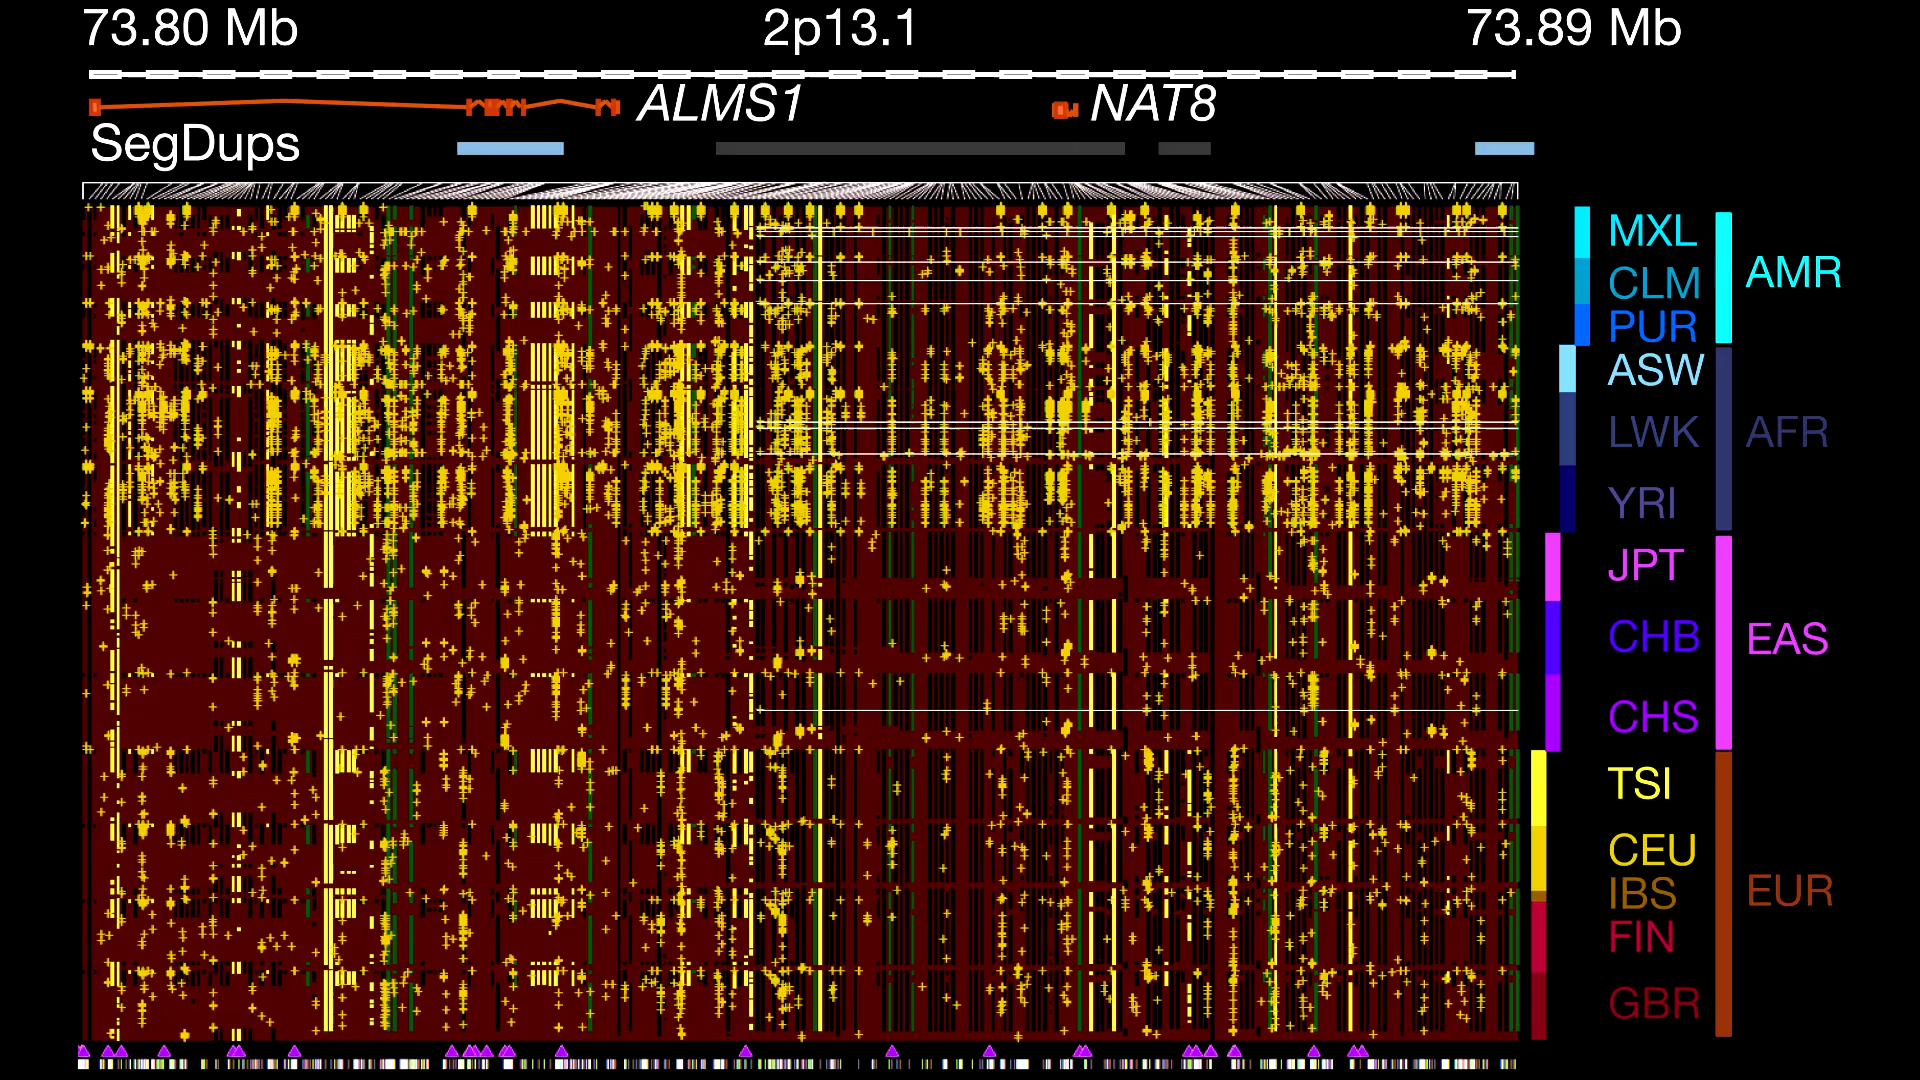 73.80 Mb 2p13.1 73.89 Mb
ALMS1 NAT8
SegDups
MXL
AMR
CLM
PUR
ASW
LWK AFR
YRI
JPT
CHB EAS
CHS
TSI
CEU
IBS EUR
FIN
GBR